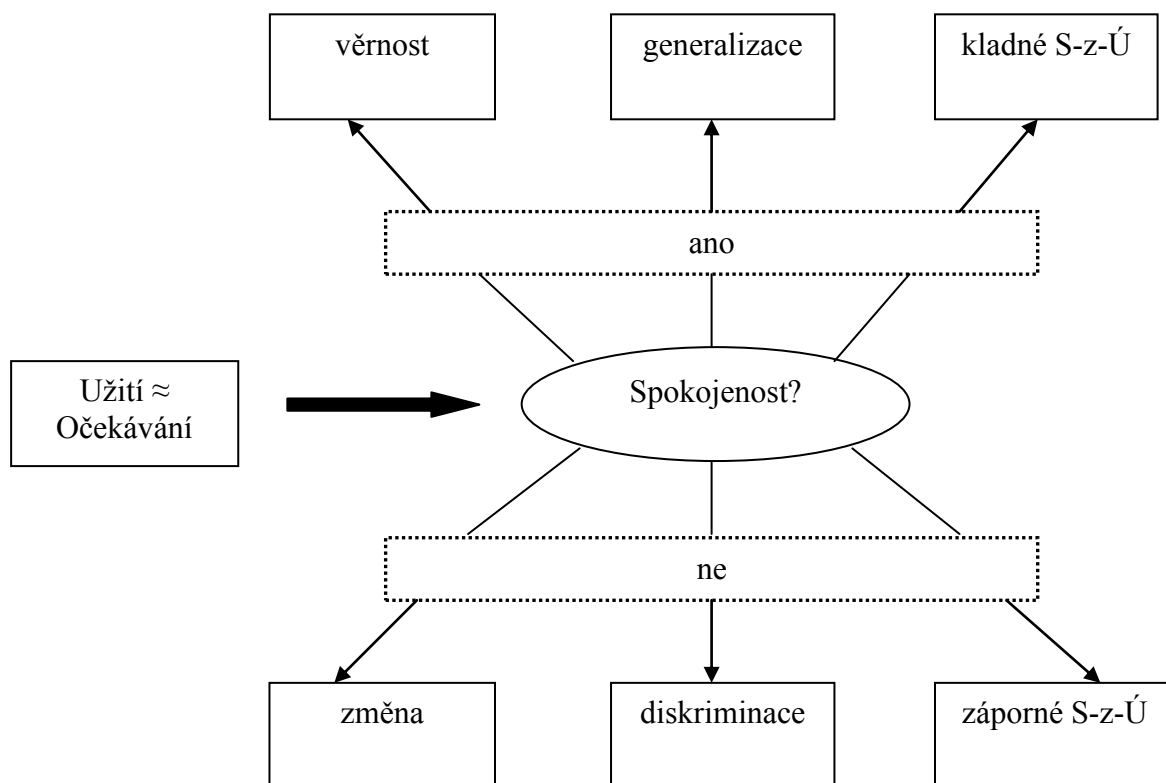 věrnost
generalizace
kladné S-z-Ú
ano
Užití ≈
Očekávání
Spokojenost?
ne
změna
diskriminace
záporné S-z-Ú